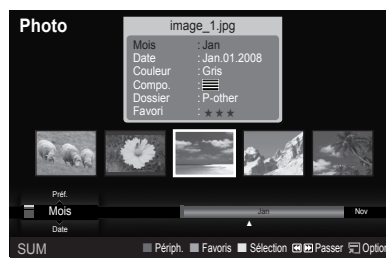 Photo
image_1.jpg
Mois : Jan
Date : Jan.01.2008
Couleur : Gris
Compo. :
Dossier : P-other
Favori : ★★★
Préf.
Mois
Jan
Nov
Date
SUM
Périph. Favoris Sélection Passer Option